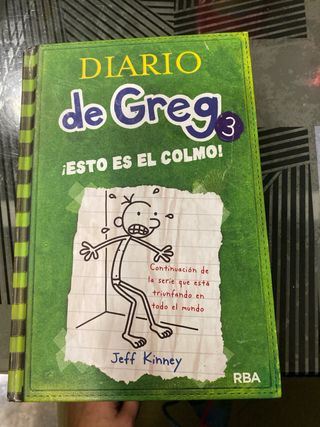 DIARIO
de Greg 3
¡ESTO ES EL COLMO!
Continuación de
la serie que está
triunfando en
todo el mundo
Jeff Kinney
RBA